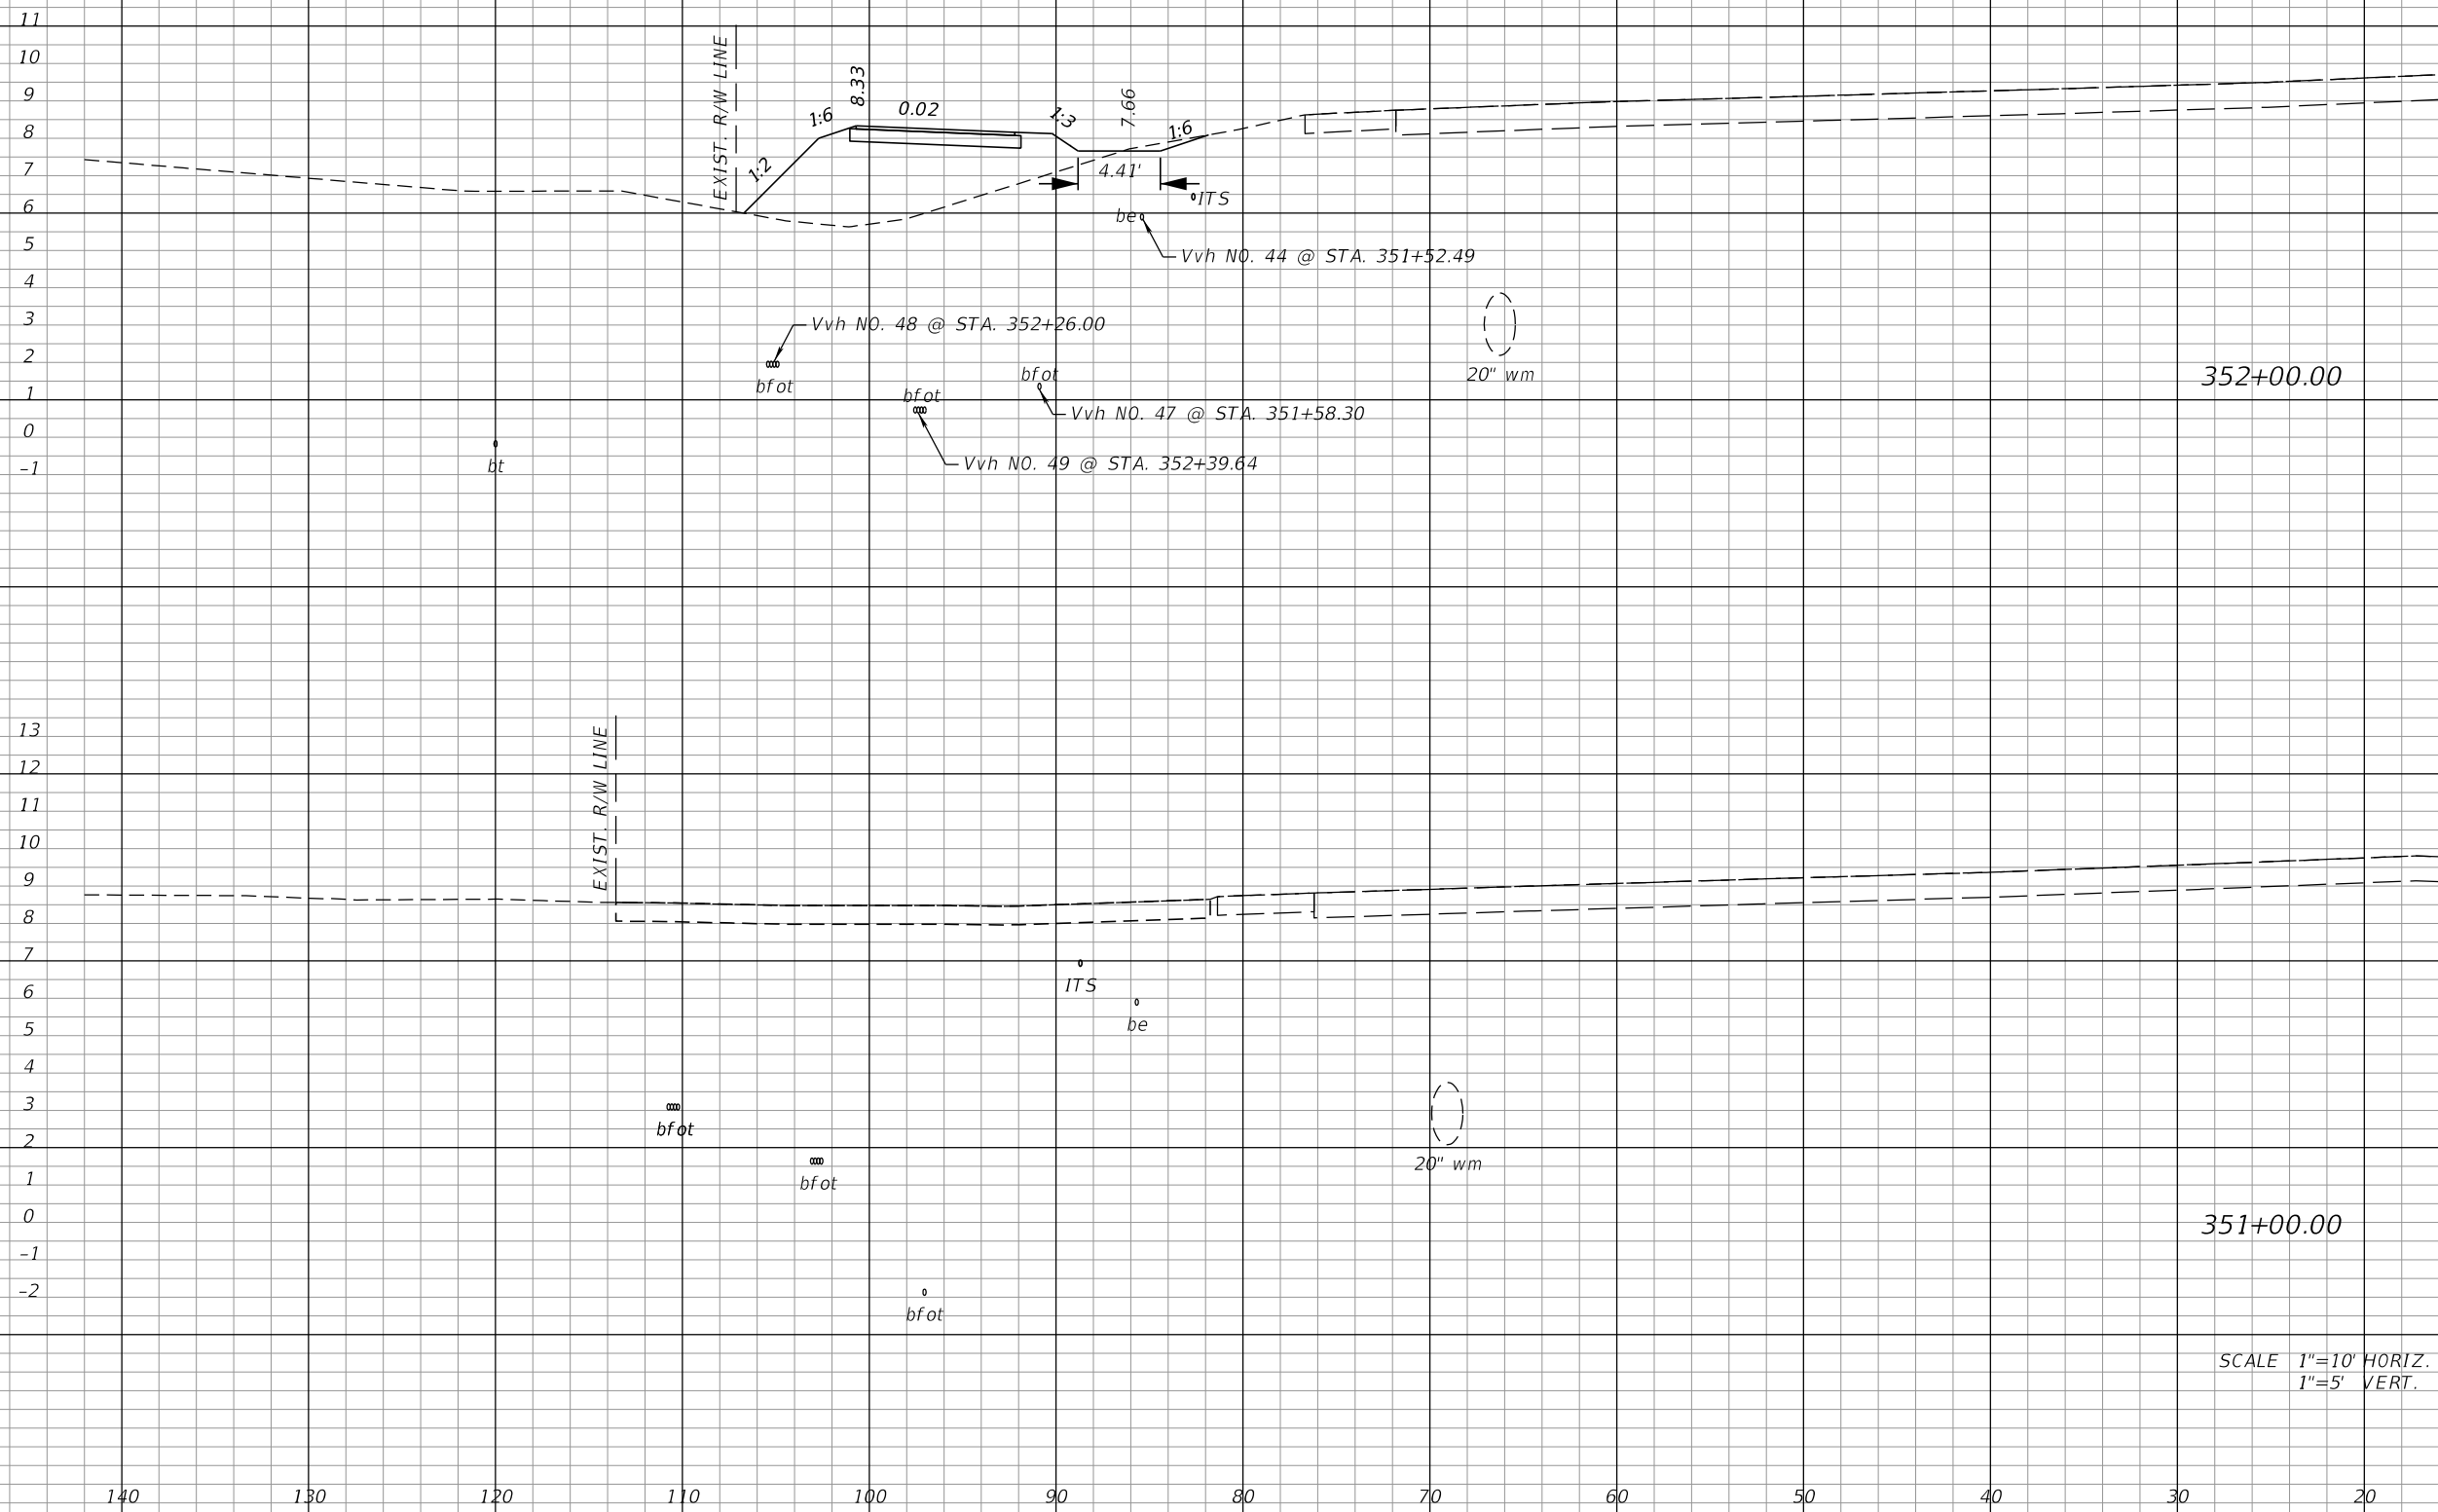 11
10
9
8
7
6
5
4
3
2
1
0
-1
EXIST. R/W LINE
1:2
1:6
8.33
0.02
1:3
7.66
1:6
4.41'
ITS
be
Vvh NO. 44 @ STA. 351+52.49
Vvh NO. 48 @ STA. 352+26.00
bfot
bfot
bfot
Vvh NO. 47 @ STA. 351+58.30
Vvh NO. 49 @ STA. 352+39.64
bt
20" wm
352+00.00
13
12
11
10
9
8
7
6
5
4
3
2
1
0
-1
-2
EXIST. R/W LINE
ITS
be
bfot
bfot
20" wm
bfot
351+00.00
SCALE 1"=10' HORIZ.
1"=5' VERT.
140 130 120 110 100 90 80 70 60 50 40 30 20